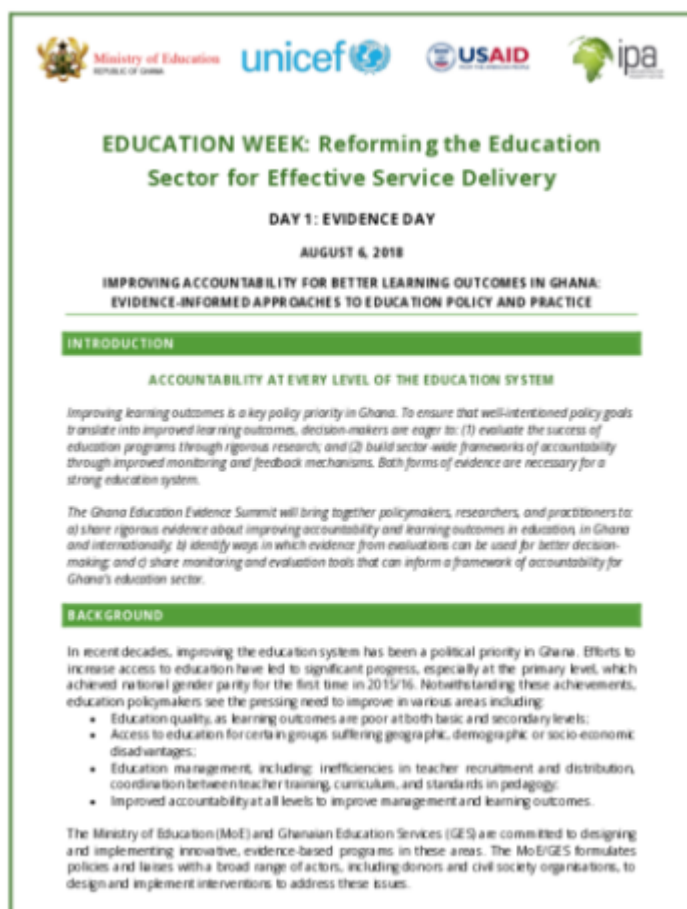 Ministry of Education
REPUBLIC OF GHANA
unicef
USAID
ipa
EDUCATION WEEK: Reforming the Education
Sector for Effective Service Delivery
DAY 1: EVIDENCE DAY
AUGUST 6, 2018
IMPROVING ACCOUNTABILITY FOR BETTER LEARNING OUTCOMES IN GHANA:
EVIDENCE-INFORMED APPROACHES TO EDUCATION POLICY AND PRACTICE
INTRODUCTION
ACCOUNTABILITY AT EVERY LEVEL OF THE EDUCATION SYSTEM
Improving learning outcomes is a key policy priority in Ghana. To ensure that well-intentioned policy goals
translate into improved learning outcomes, decision-makers are eager to: (1) evaluate the success of
education programs through rigorous research; and (2) build sector-wide frameworks of accountability
through improved monitoring and feedback mechanisms. Both forms of evidence are necessary for a
strong education system.
The Ghana Education Evidence Summit will bring together policymakers, researchers, and practitioners to:
a) share rigorous evidence about improving accountability and learning outcomes in education, in Ghana
and internationally; b) identify ways in which evidence from evaluations can be used for better decision-
making; and c) share monitoring and evaluation tools that can inform a framework of accountability for
Ghana's education sector.
BACKGROUND
In recent decades, improving the education system has been a political priority in Ghana. Efforts to
increase access to education have led to significant progress, especially at the primary level, which
achieved national gender parity for the first time in 2015/16. Notwithstanding these achievements,
education policymakers see the pressing need to improve in various areas including:
• Education quality, as learning outcomes are poor at both basic and secondary levels;
• Access to education for certain groups suffering geographic, demographic or socio-economic
disadvantages;
• Education management, including: inefficiencies in teacher recruitment and distribution,
coordination between teacher training, curriculum, and standards in pedagogy;
• Improved accountability at all levels to improve management and learning outcomes.
The Ministry of Education (MoE) and Ghanaian Education Services (GES) are committed to designing
and implementing innovative, evidence-based programs in these areas. The MoE/GES formulates
policies and liaises with a broad range of actors, including donors and civil society organisations, to
design and implement interventions to address these issues.